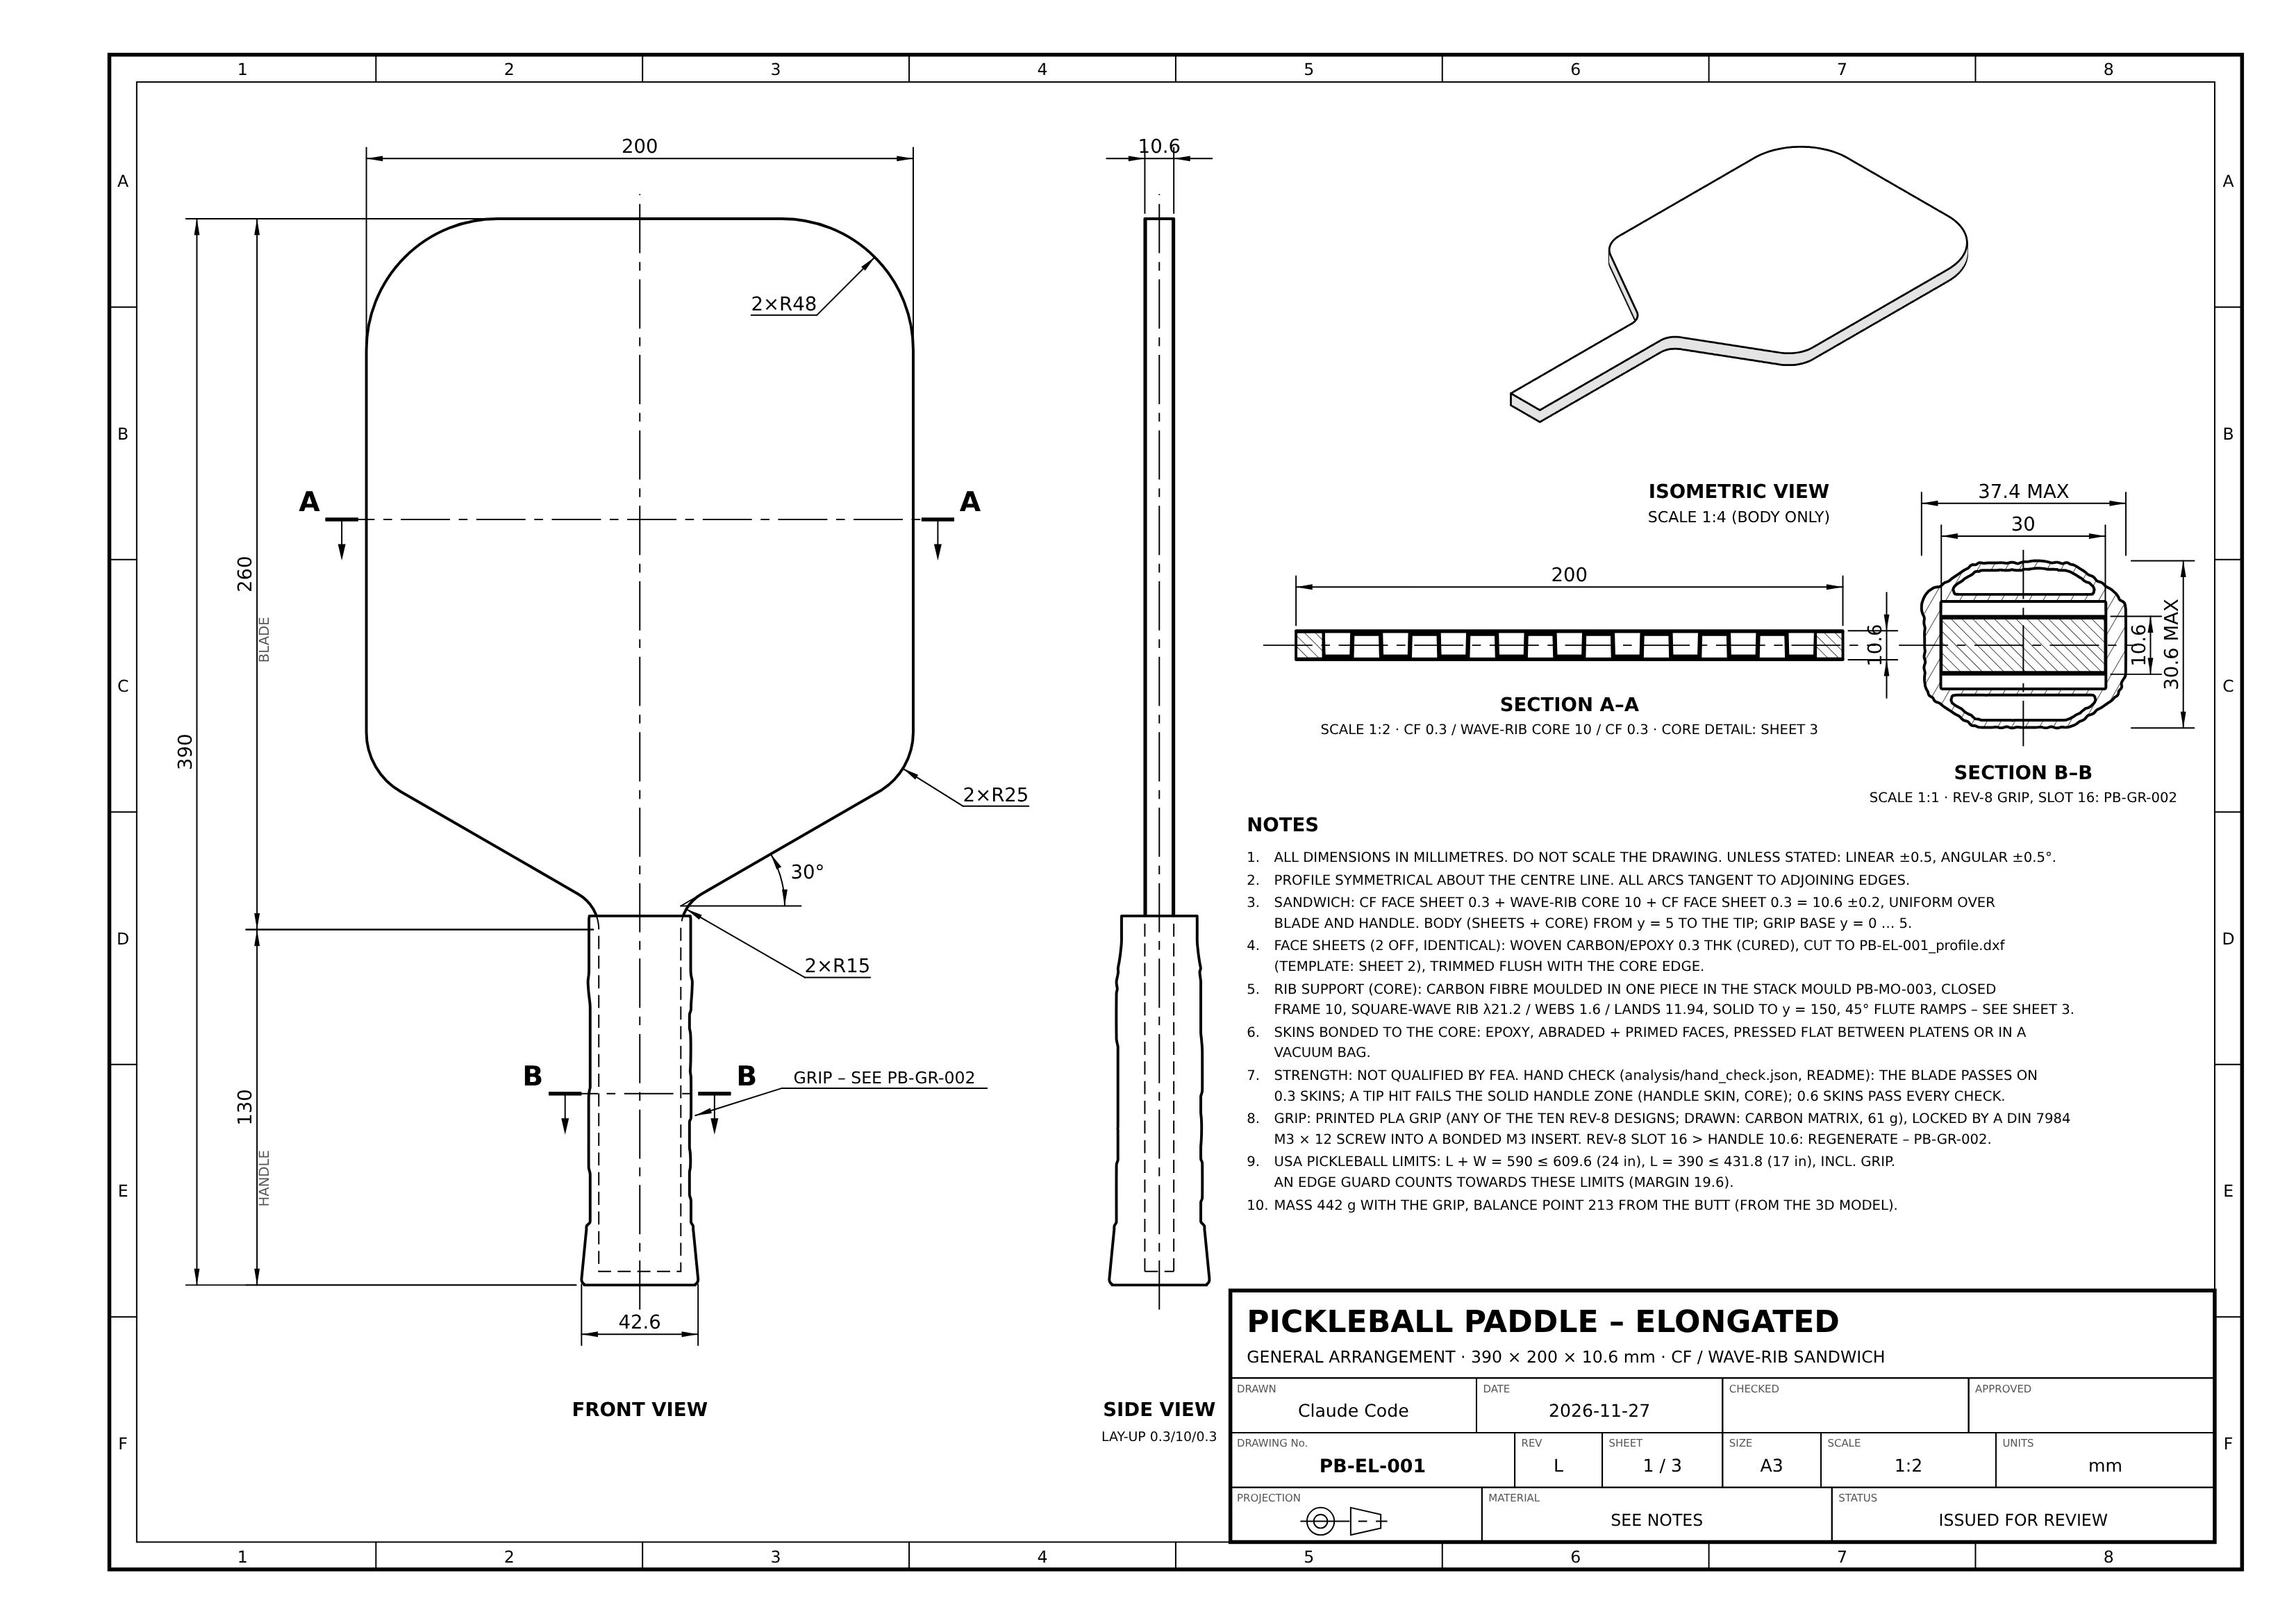 1 2 3 4 5 6 7 8
A A
B B
C C
D D
E E
F F
1 2 3 4 5 6 7 8
200
2×R48
A A
260
BLADE
390
2×R25
30°
2×R15
B B
GRIP – SEE PB-GR-002
130
HANDLE
42.6
FRONT VIEW
10.6
SIDE VIEW
LAY-UP 0.3/10/0.3
ISOMETRIC VIEW
SCALE 1:4 (BODY ONLY)
200
10.6
SECTION A–A
SCALE 1:2 · CF 0.3 / WAVE-RIB CORE 10 / CF 0.3 · CORE DETAIL: SHEET 3
37.4 MAX
30
10.6
30.6 MAX
SECTION B–B
SCALE 1:1 · REV-8 GRIP, SLOT 16: PB-GR-002
NOTES
1. ALL DIMENSIONS IN MILLIMETRES. DO NOT SCALE THE DRAWING. UNLESS STATED: LINEAR ±0.5, ANGULAR ±0.5°.
2. PROFILE SYMMETRICAL ABOUT THE CENTRE LINE. ALL ARCS TANGENT TO ADJOINING EDGES.
3. SANDWICH: CF FACE SHEET 0.3 + WAVE-RIB CORE 10 + CF FACE SHEET 0.3 = 10.6 ±0.2, UNIFORM OVER
BLADE AND HANDLE. BODY (SHEETS + CORE) FROM y = 5 TO THE TIP; GRIP BASE y = 0 … 5.
4. FACE SHEETS (2 OFF, IDENTICAL): WOVEN CARBON/EPOXY 0.3 THK (CURED), CUT TO PB-EL-001_profile.dxf
(TEMPLATE: SHEET 2), TRIMMED FLUSH WITH THE CORE EDGE.
5. RIB SUPPORT (CORE): CARBON FIBRE MOULDED IN ONE PIECE IN THE STACK MOULD PB-MO-003, CLOSED
FRAME 10, SQUARE-WAVE RIB λ21.2 / WEBS 1.6 / LANDS 11.94, SOLID TO y = 150, 45° FLUTE RAMPS – SEE SHEET 3.
6. SKINS BONDED TO THE CORE: EPOXY, ABRADED + PRIMED FACES, PRESSED FLAT BETWEEN PLATENS OR IN A
VACUUM BAG.
7. STRENGTH: NOT QUALIFIED BY FEA. HAND CHECK (analysis/hand_check.json, README): THE BLADE PASSES ON
0.3 SKINS; A TIP HIT FAILS THE SOLID HANDLE ZONE (HANDLE SKIN, CORE); 0.6 SKINS PASS EVERY CHECK.
8. GRIP: PRINTED PLA GRIP (ANY OF THE TEN REV-8 DESIGNS; DRAWN: CARBON MATRIX, 61 g), LOCKED BY A DIN 7984
M3 × 12 SCREW INTO A BONDED M3 INSERT. REV-8 SLOT 16 > HANDLE 10.6: REGENERATE – PB-GR-002.
9. USA PICKLEBALL LIMITS: L + W = 590 ≤ 609.6 (24 in), L = 390 ≤ 431.8 (17 in), INCL. GRIP.
AN EDGE GUARD COUNTS TOWARDS THESE LIMITS (MARGIN 19.6).
10. MASS 442 g WITH THE GRIP, BALANCE POINT 213 FROM THE BUTT (FROM THE 3D MODEL).
PICKLEBALL PADDLE – ELONGATED
GENERAL ARRANGEMENT · 390 × 200 × 10.6 mm · CF / WAVE-RIB SANDWICH
DRAWN DATE CHECKED APPROVED
Claude Code 2026-11-27
DRAWING No. REV SHEET SIZE SCALE UNITS
PB-EL-001 L 1 / 3 A3 1:2 mm
PROJECTION MATERIAL STATUS
SEE NOTES ISSUED FOR REVIEW